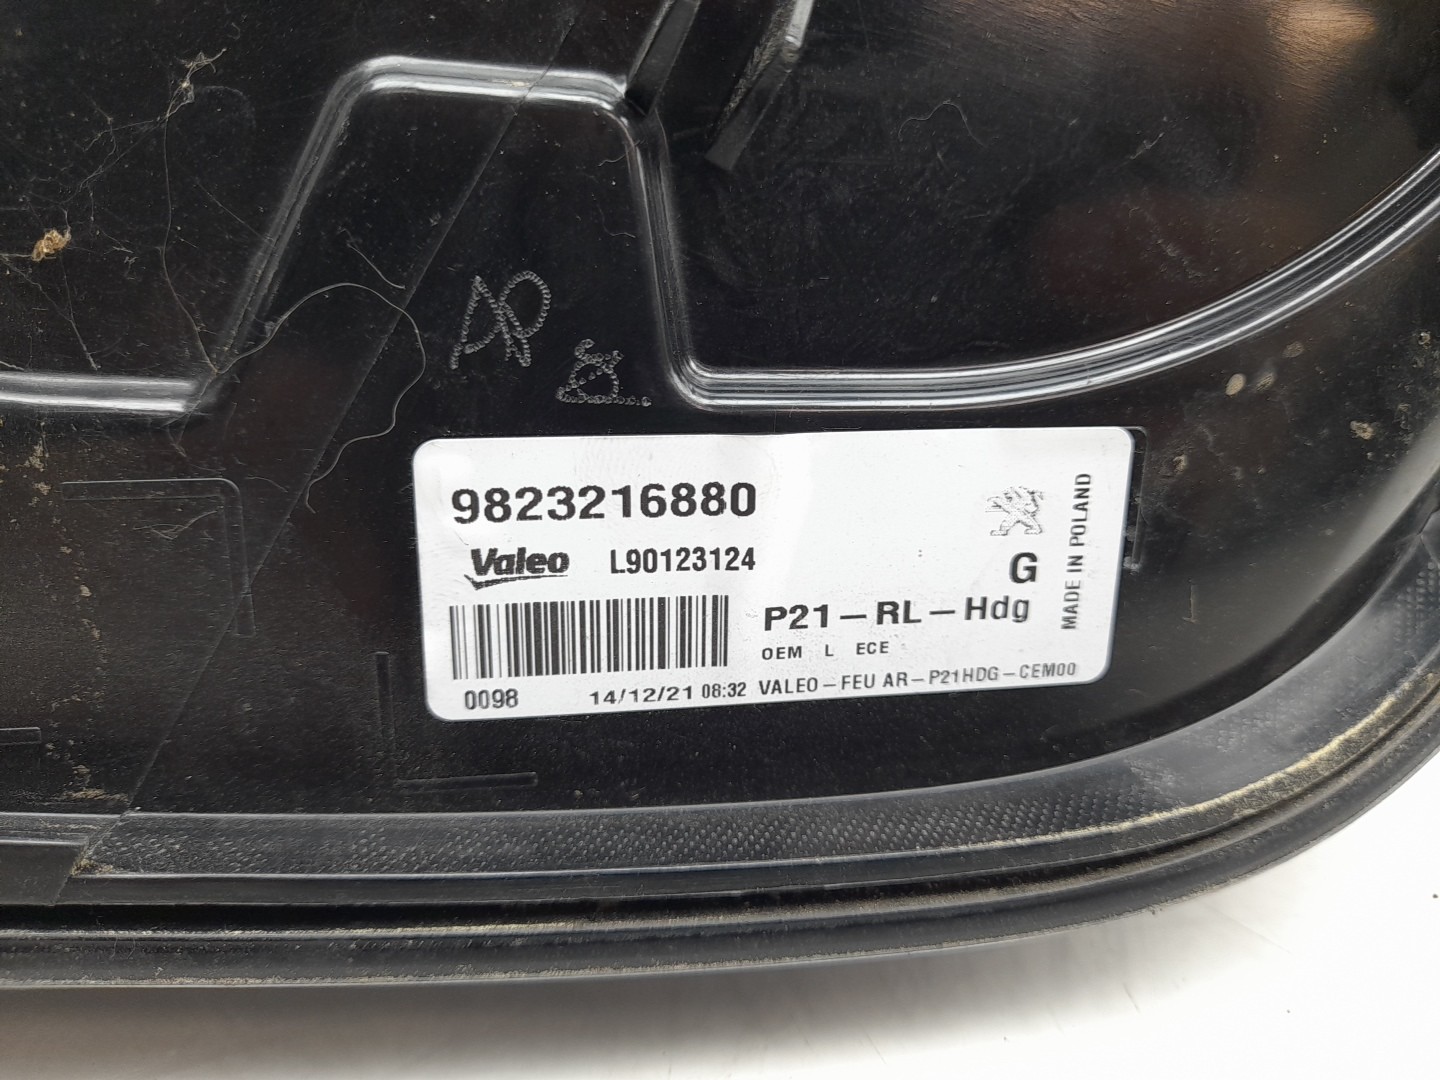 AP
9823216880
Valeo L90123124
G
P21-RL-Hdg
OEM L ECE
0098 14/12/21 08:32 VALEO-FEU AR-P21HDG-CEM00
MADE IN POLAND